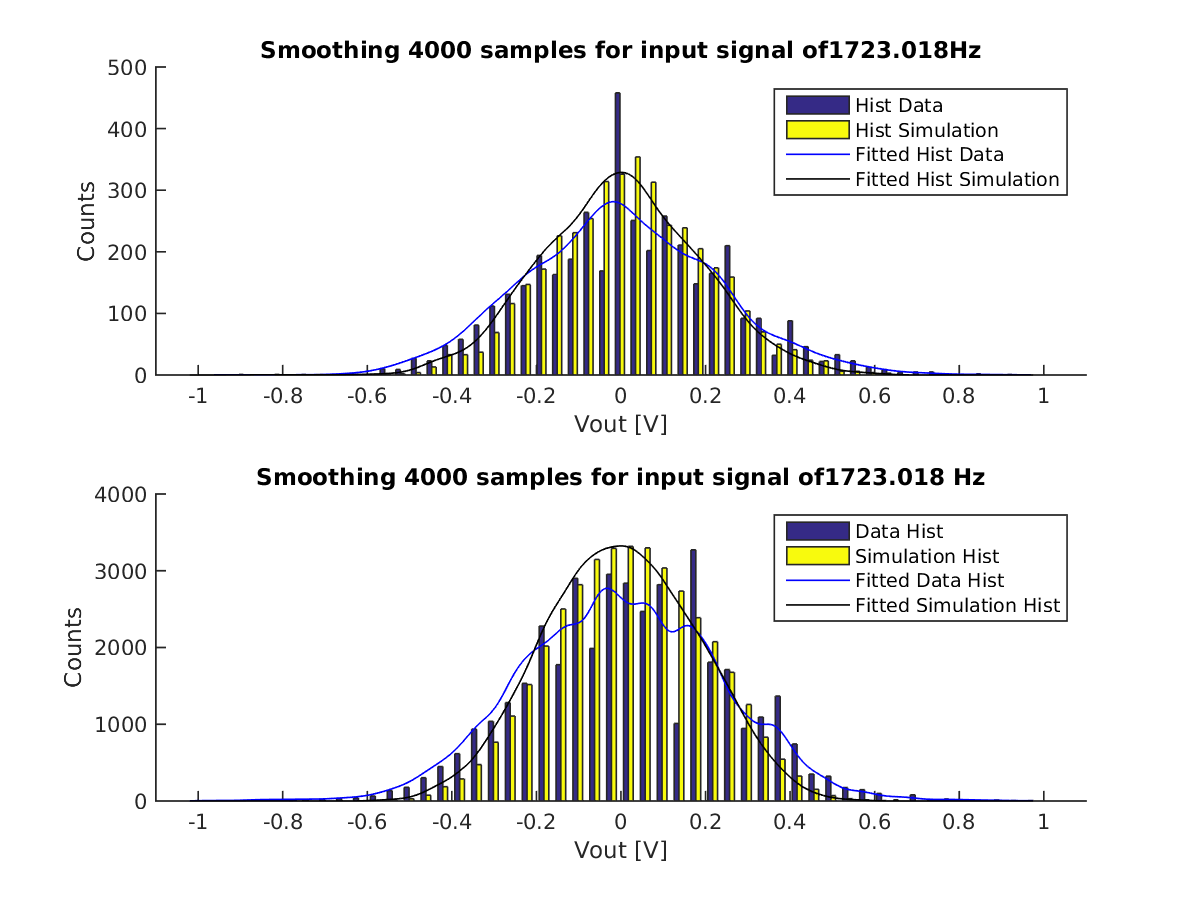 Smoothing 4000 samples for input signal of1723.018Hz
500
400
300
200
100
0
Counts
Hist Data
Hist Simulation
Fitted Hist Data
Fitted Hist Simulation
-1 -0.8 -0.6 -0.4 -0.2 0 0.2 0.4 0.6 0.8 1
Vout [V]
Smoothing 4000 samples for input signal of1723.018 Hz
4000
3000
2000
1000
0
Counts
Data Hist
Simulation Hist
Fitted Data Hist
Fitted Simulation Hist
-1 -0.8 -0.6 -0.4 -0.2 0 0.2 0.4 0.6 0.8 1
Vout [V]